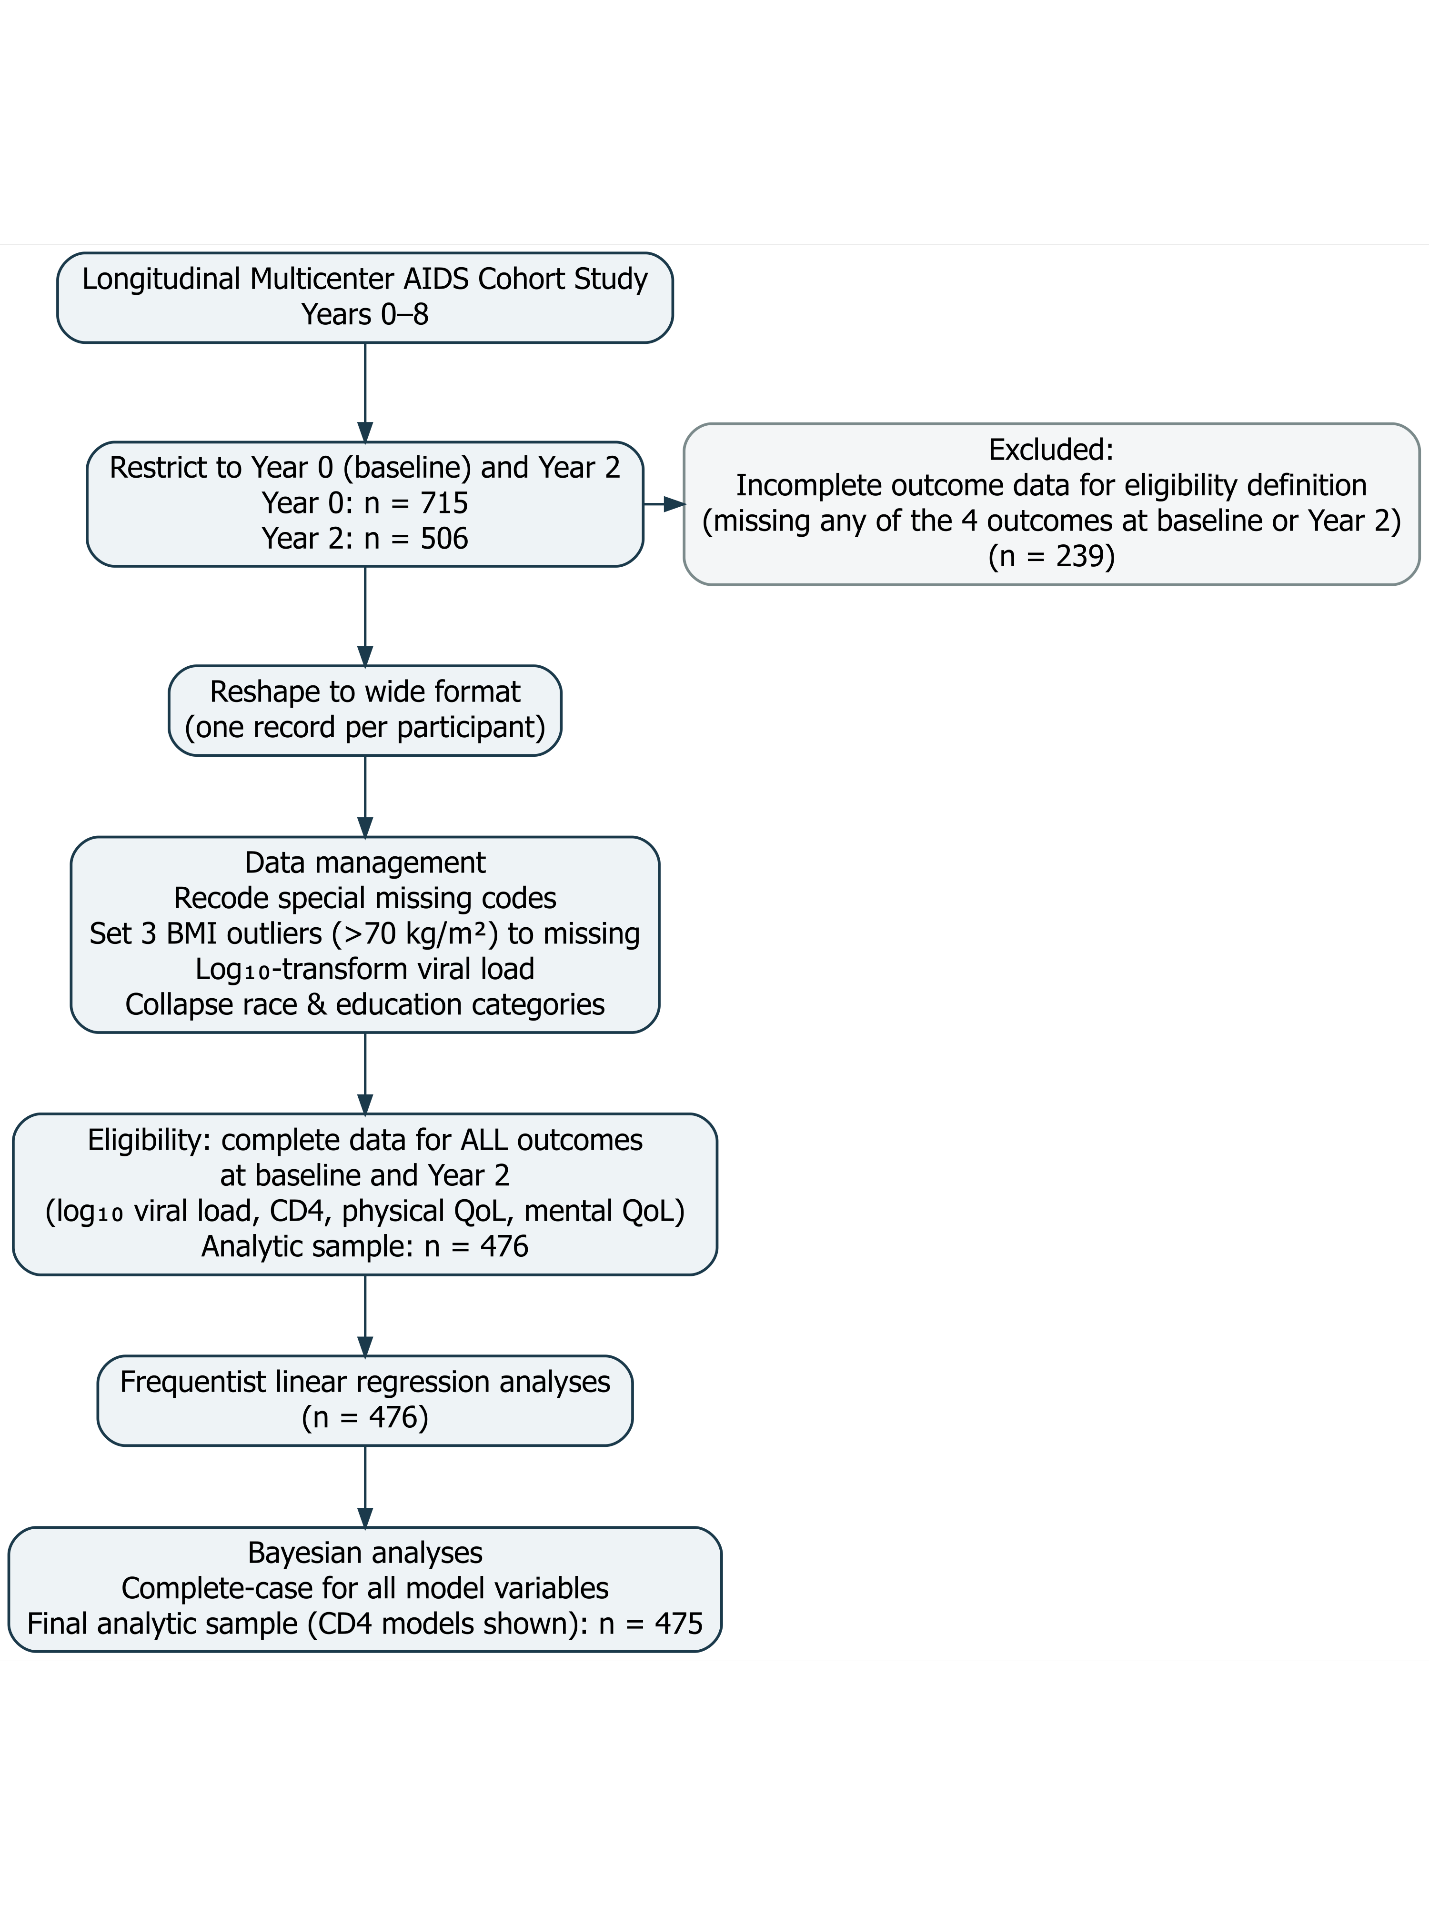 Longitudinal Multicenter AIDS Cohort Study
Years 0–8
Restrict to Year 0 (baseline) and Year 2
Year 0: n = 715
Year 2: n = 506
Excluded:
Incomplete outcome data for eligibility definition
(missing any of the 4 outcomes at baseline or Year 2)
(n = 239)
Reshape to wide format
(one record per participant)
Data management
Recode special missing codes
Set 3 BMI outliers (>70 kg/m²) to missing
Log₁₀-transform viral load
Collapse race & education categories
Eligibility: complete data for ALL outcomes
at baseline and Year 2
(log₁₀ viral load, CD4, physical QoL, mental QoL)
Analytic sample: n = 476
Frequentist linear regression analyses
(n = 476)
Bayesian analyses
Complete-case for all model variables
Final analytic sample (CD4 models shown): n = 475